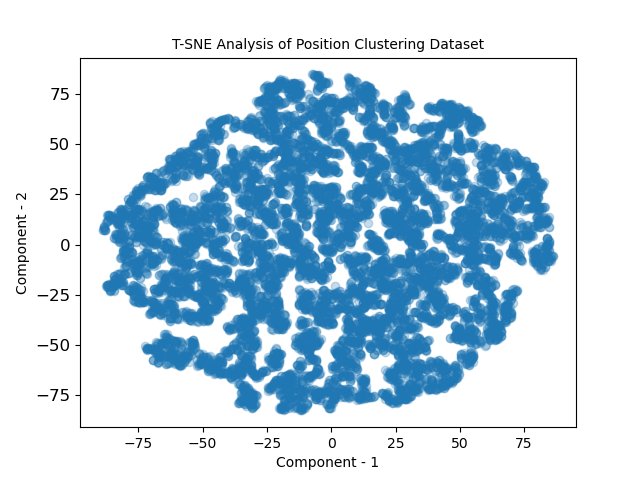 T-SNE Analysis of Position Clustering Dataset
75
50
25
0
−25
−50
−75
Component - 2
−75 −50 −25 0 25 50 75
Component - 1